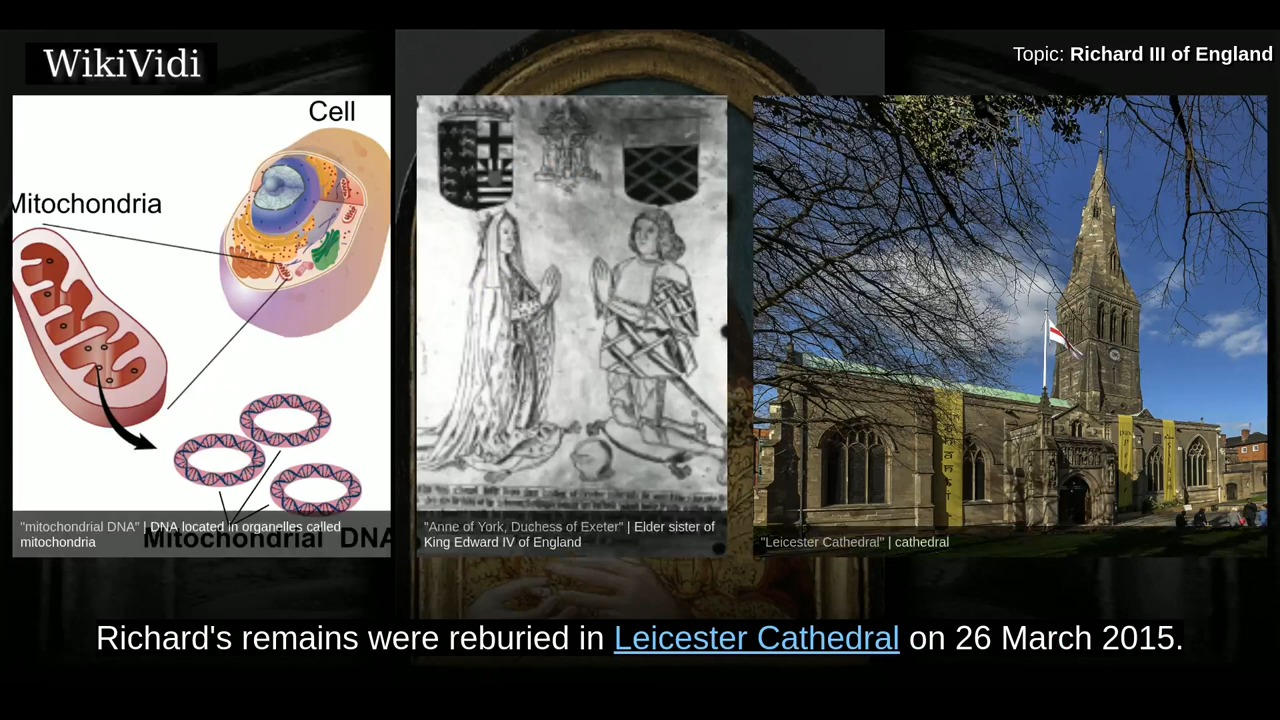 WikiVidi
Topic: Richard III of England
Cell
Mitochondria
"mitochondrial DNA" | DNA located in organelles called
mitochondria
Mitochondrial DNA
"Anne of York, Duchess of Exeter" | Elder sister of
King Edward IV of England
"Leicester Cathedral" | cathedral
Richard's remains were reburied in Leicester Cathedral on 26 March 2015.